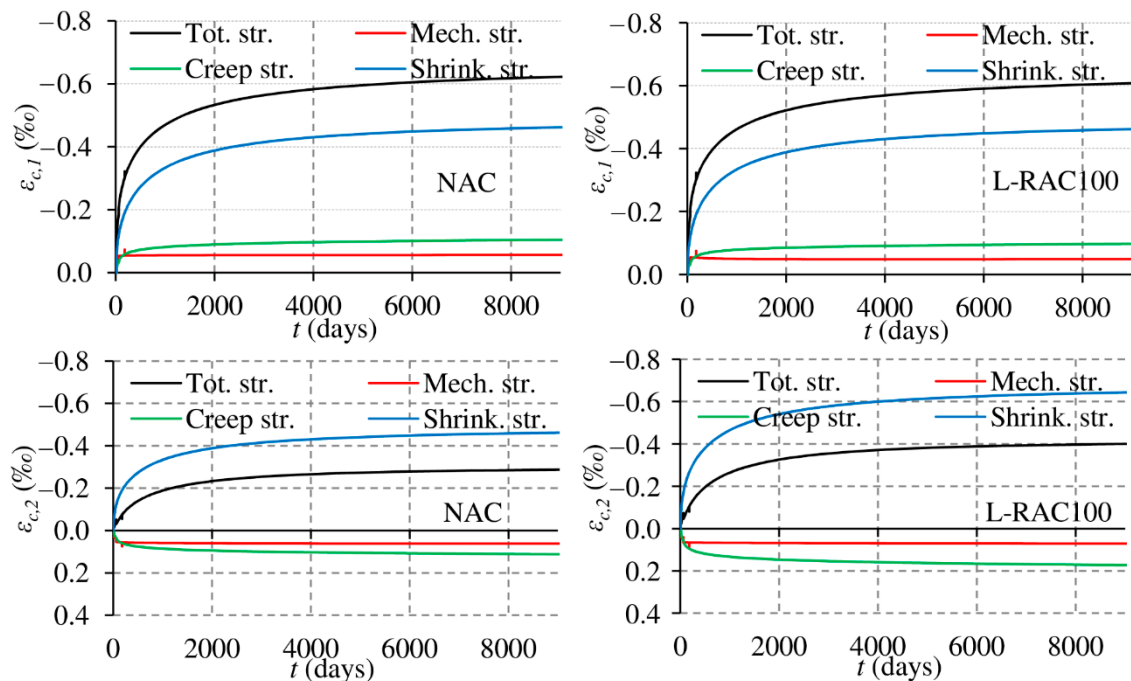 −0.8
−0.6
−0.4
−0.2
0.0
εc,1 (‰)
Tot. str. Mech. str.
Creep str. Shrink. str.
NAC
0 2000 4000 6000 8000
t (days)
−0.8
−0.6
−0.4
−0.2
0.0
εc,1 (‰)
Tot. str. Mech. str.
Creep str. Shrink. str.
L-RAC100
0 2000 4000 6000 8000
t (days)
−0.8
−0.6
−0.4
−0.2
0.0
0.2
0.4
εc,2 (‰)
Tot. str. Mech. str.
Creep str. Shrink. str.
NAC
0 2000 4000 6000 8000
t (days)
−0.8
−0.6
−0.4
−0.2
0.0
0.2
0.4
εc,2 (‰)
Tot. str. Mech. str.
Creep str. Shrink. str.
L-RAC100
0 2000 4000 6000 8000
t (days)